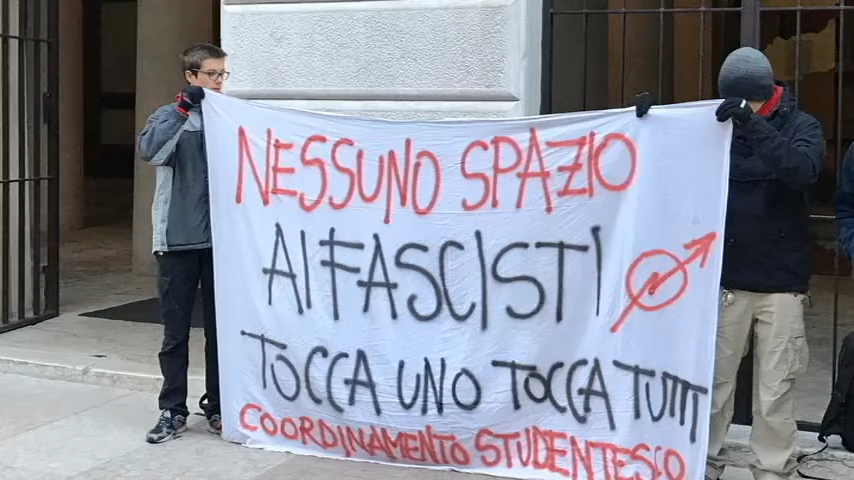 NESSUNO SPAZIO
AI FASCISTI
TOCCA UNO TOCCA TUTTI
COORDINAMENTO STUDENTESCO